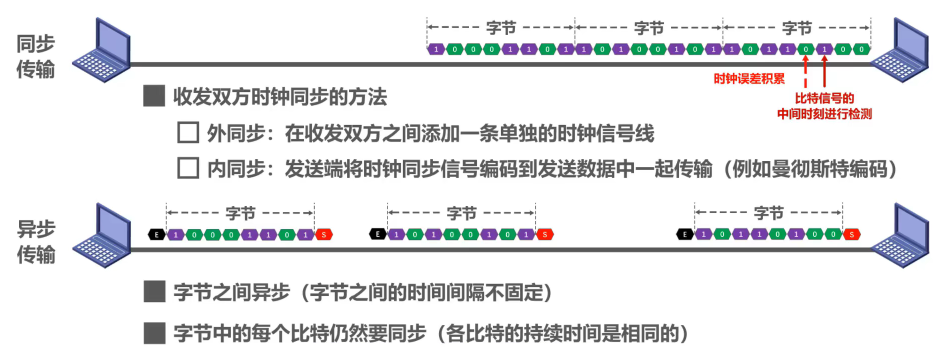 字节 字节 字节
同步
传输
1 0 0 0 1 1 0 1 1 0 1 0 0 1 0 1 1 0 1 1 0 1 0 0
时钟误差积累
比特信号的
中间时刻进行检测
收发双方时钟同步的方法
外同步：在收发双方之间添加一条单独的时钟信号线
内同步：发送端将时钟同步信号编码到发送数据中一起传输（例如曼彻斯特编码）
字节 字节 字节
异步
传输
E 1 0 0 0 1 1 0 1 S E 1 0 1 0 0 1 0 1 S E 1 0 1 1 0 1 0 0 S
字节之间异步（字节之间的时间间隔不固定）
字节中的每个比特仍然要同步（各比特的持续时间是相同的）